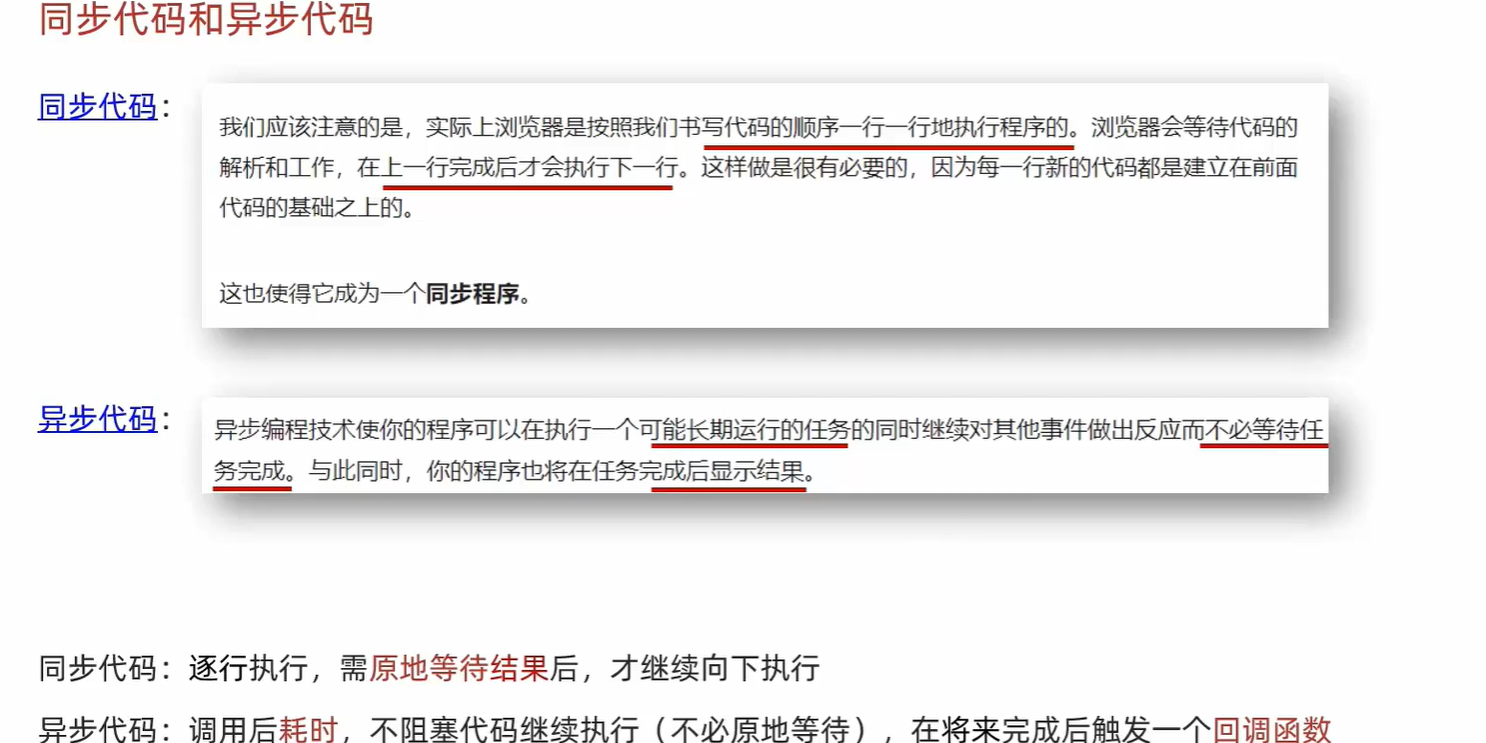 同步代码和异步代码
同步代码：
我们应该注意的是，实际上浏览器是按照我们书写代码的顺序一行一行地执行程序的。浏览器会等待代码的
解析和工作，在上一行完成后才会执行下一行。这样做是很有必要的，因为每一行新的代码都是建立在前面
代码的基础之上的。
这也使得它成为一个同步程序。
异步代码：
异步编程技术使你的程序可以在执行一个可能长期运行的任务的同时继续对其他事件做出反应而不必等待任
务完成。与此同时，你的程序也将在任务完成后显示结果。
同步代码：逐行执行，需原地等待结果后，才继续向下执行
异步代码：调用后耗时，不阻塞代码继续执行（不必原地等待），在将来完成后触发一个回调函数